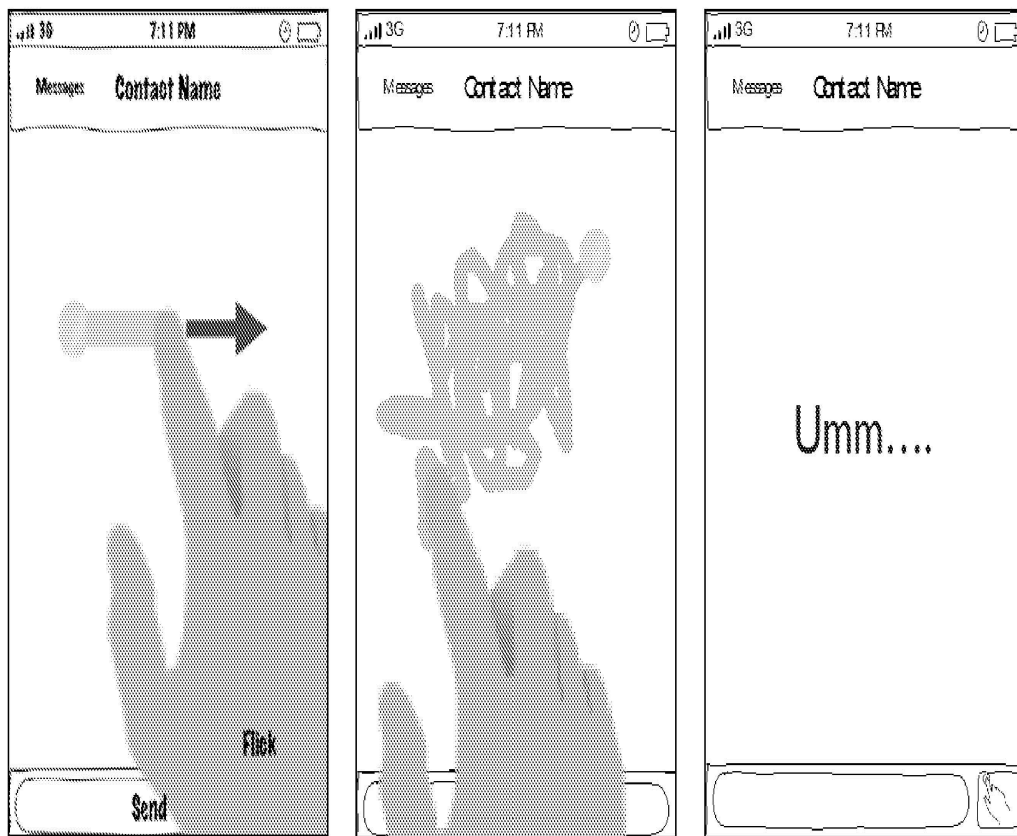 3G 7:11 PM
Messages Contact Name
Flick
Send
3G 7:11 PM
Messages Contact Name
3G 7:11 PM
Messages Contact Name
Umm....